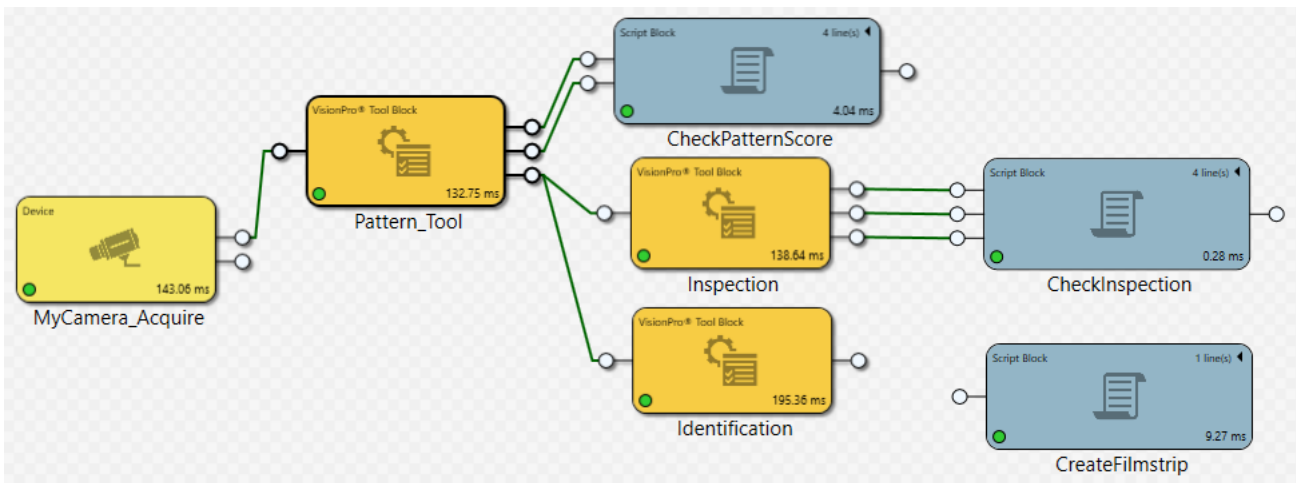 Script Block 4 line(s)
4.04 ms
CheckPatternScore
VisionPro® Tool Block
132.75 ms
Pattern_Tool
Device
143.06 ms
MyCamera_Acquire
VisionPro® Tool Block
138.64 ms
Inspection
Script Block 4 line(s)
0.28 ms
CheckInspection
VisionPro® Tool Block
195.36 ms
Identification
Script Block 1 line(s)
9.27 ms
CreateFilmstrip